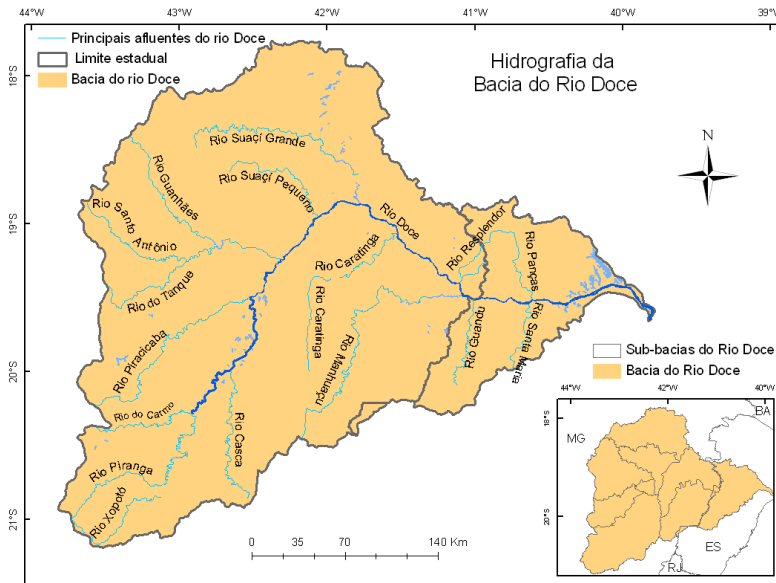 44°W 43°W 42°W 41°W 40°W 39°W
Principais afluentes do rio Doce
Limite estadual
Bacia do rio Doce
Hidrografia da
Bacia do Rio Doce
18°S
19°S
20°S
21°S
N
Rio Suaçí Grande
Rio Suaçí Pequeno
Rio Guanhães
Rio Santo
Antônio
Rio do Tanque
Rio Doce
Rio Resplendor
Rio Pancas
Rio Caratinga
Rio Caratinga
Rio Manhuaçu
Rio Guandu
Rio Santa
Maria
Rio Piracicaba
Rio do Carmo
Rio Casca
Rio Piranga
Rio Xopotó
0 35 70 140 Km
Sub-bacias do Rio Doce
Bacia do Rio Doce
44°W 42°W 40°W
18°S
20°S
MG
BA
ES
RJ